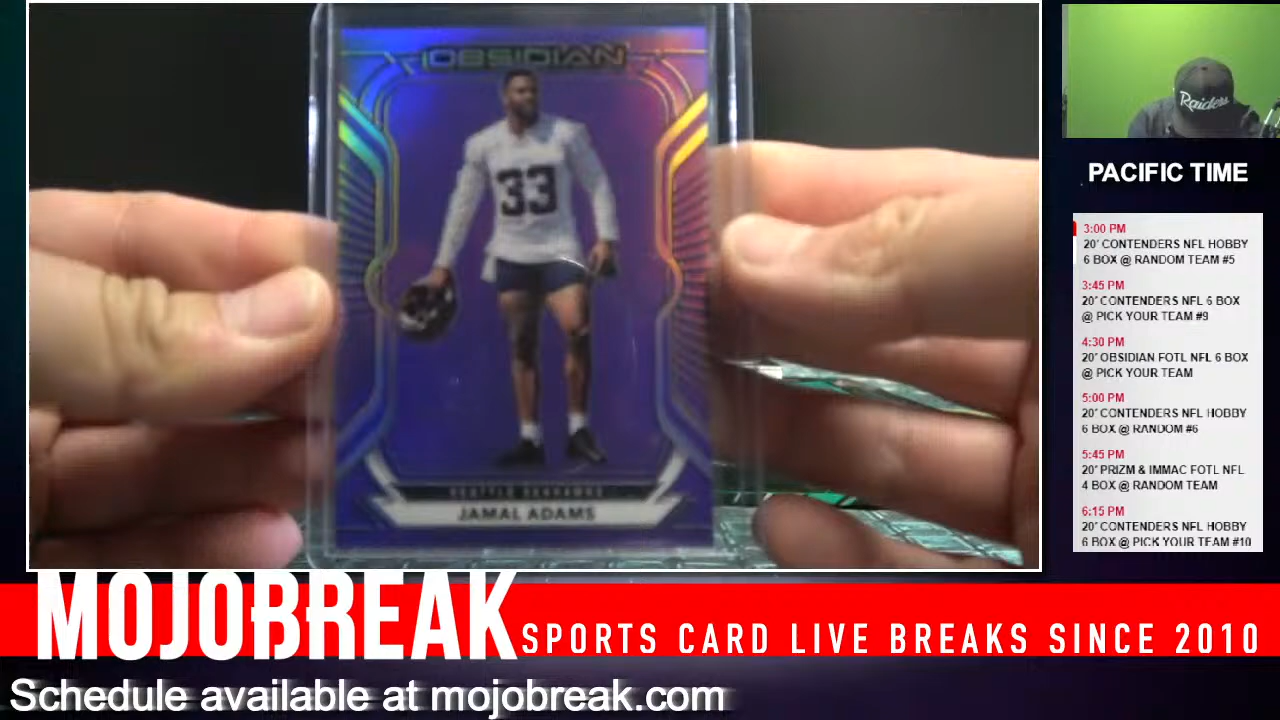 OBSIDIAN
33
SEATTLE SEAHAWKS
JAMAL ADAMS
Raiders
PACIFIC TIME
3:00 PM
20' CONTENDERS NFL HOBBY
6 BOX @ RANDOM TEAM #5
3:45 PM
20' CONTENDERS NFL 6 BOX
@ PICK YOUR TEAM #9
4:30 PM
20' OBSIDIAN FOTL NFL 6 BOX
@ PICK YOUR TEAM
5:00 PM
20' CONTENDERS NFL HOBBY
6 BOX @ RANDOM #6
5:45 PM
20' PRIZM & IMMAC FOTL NFL
4 BOX @ RANDOM TEAM
6:15 PM
20' CONTENDERS NFL HOBBY
6 BOX @ PICK YOUR TEAM #10
MOJOBREAK
SPORTS CARD LIVE BREAKS SINCE 2010
Schedule available at mojobreak.com